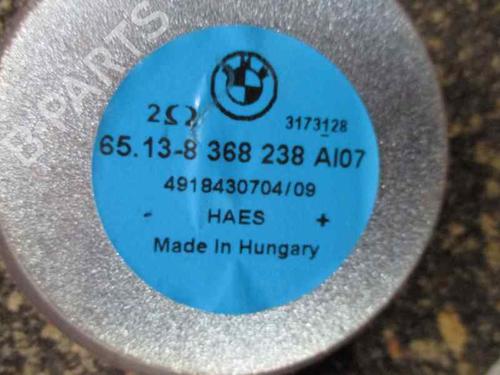 B-PARTS
2Ω 3173128
65.13-8 368 238 AI07
4918430704/09
- HAES +
Made In Hungary